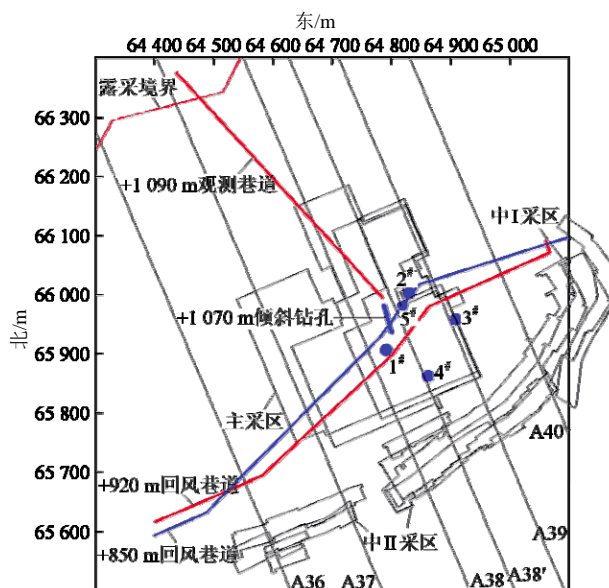 东/m
64 400 64 500 64 600 64 700 64 800 64 900 65 000
66 300
66 200
66 100
66 000
65 900
65 800
65 700
65 600
北/m
露采境界
+1 090 m观测巷道
中I采区
2#
5#
3#
+1 070 m倾斜钻孔
1#
4#
主采区
A40
+920 m回风巷道
中II采区
+850 m回风巷道
A39
A36 A37 A38 A38'